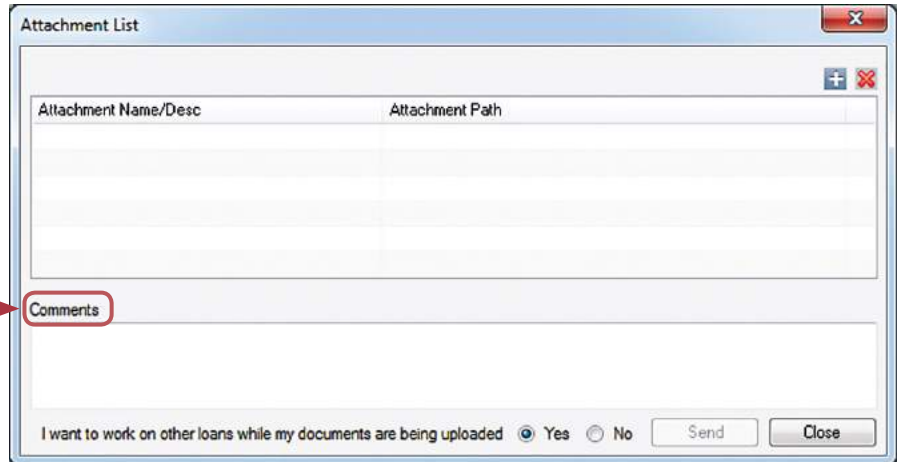 Attachment List
Attachment Name/Desc Attachment Path
Comments
I want to work on other loans while my documents are being uploaded Yes No Send Close